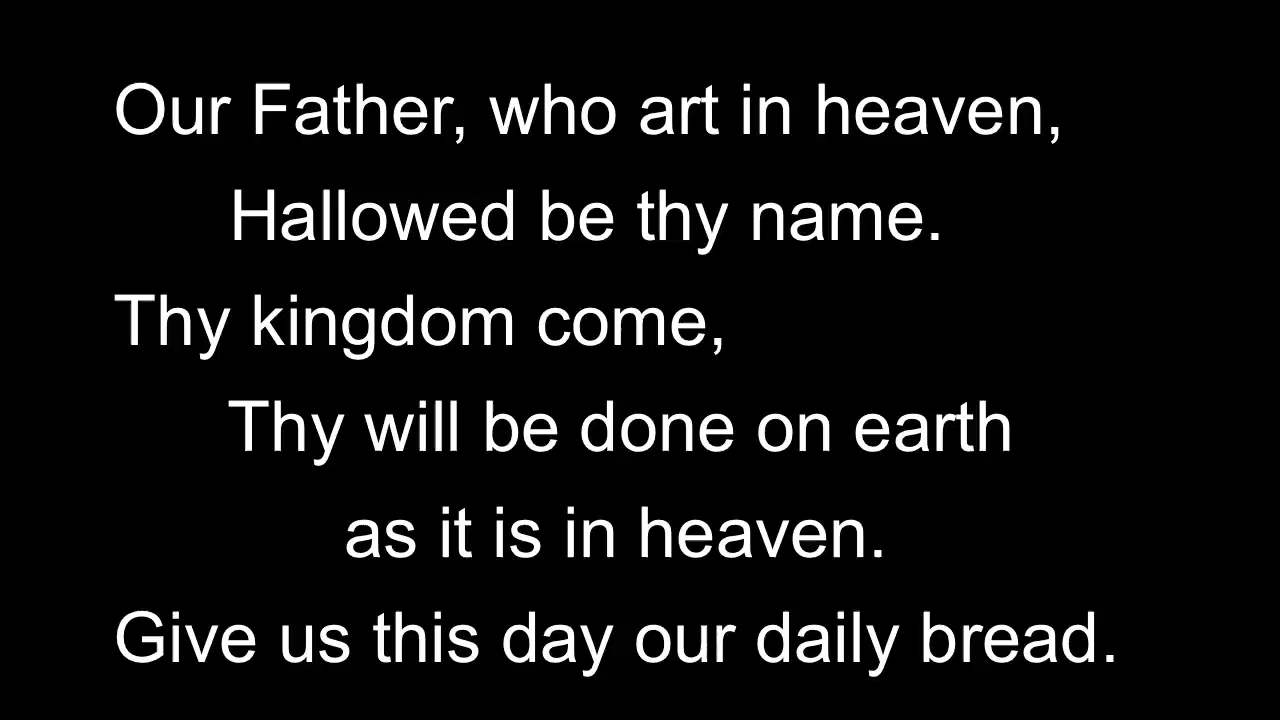 Our Father, who art in heaven,
Hallowed be thy name.
Thy kingdom come,
Thy will be done on earth
as it is in heaven.
Give us this day our daily bread.